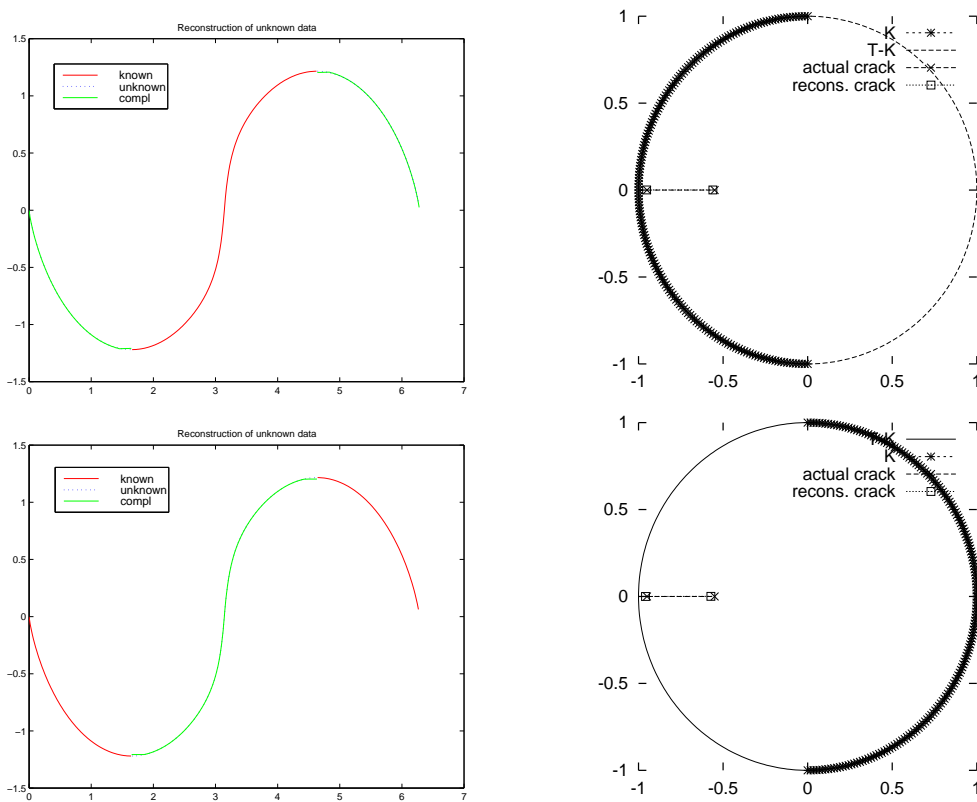 Reconstruction of unknown data
1.5
1
0.5
0
−0.5
−1
−1.5
0 1 2 3 4 5 6 7
known
unknown
compl
1
0.5
0
-0.5
-1
-1 -0.5 0 0.5 1
K
T-K
actual crack
recons. crack
Reconstruction of unknown data
1.5
1
0.5
0
−0.5
−1
−1.5
0 1 2 3 4 5 6 7
known
unknown
compl
1
0.5
0
-0.5
-1
-1 -0.5 0 0.5 1
T-K
K
actual crack
recons. crack